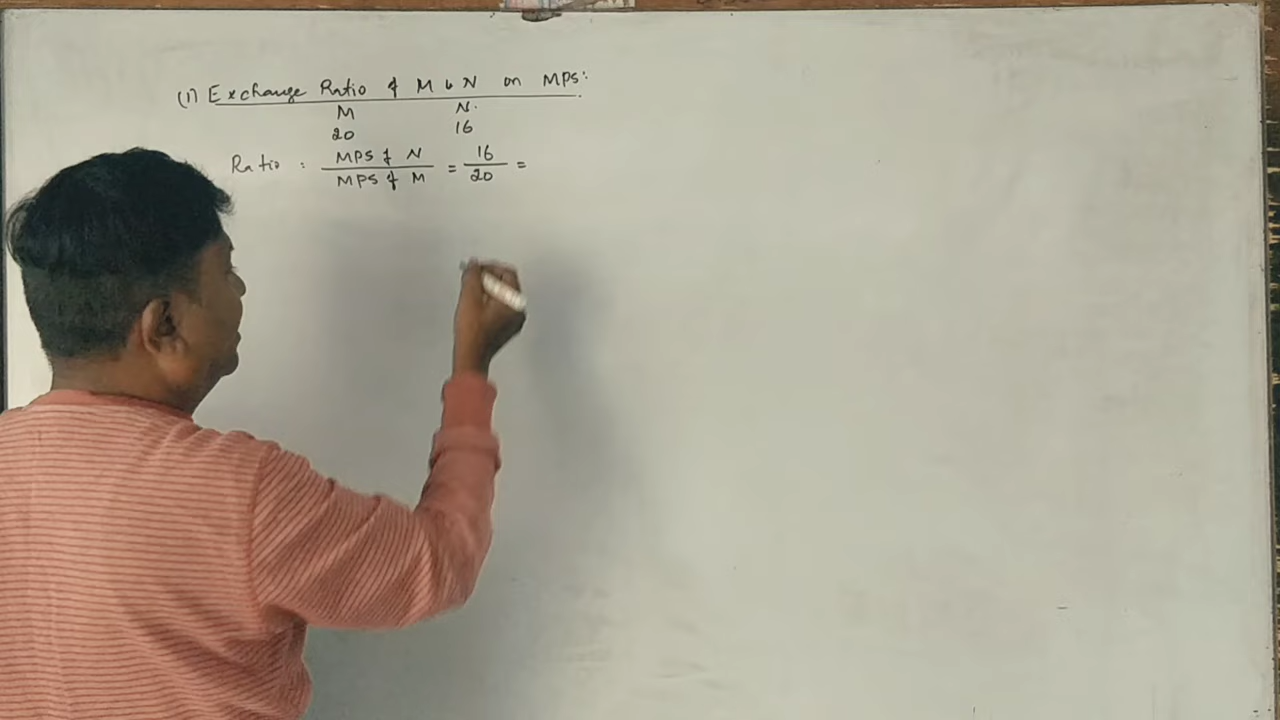 (1) Exchange Ratio of M & N on MPS:
M N.
20 16
Ratio : MPS of N / MPS of M = 16 / 20 =